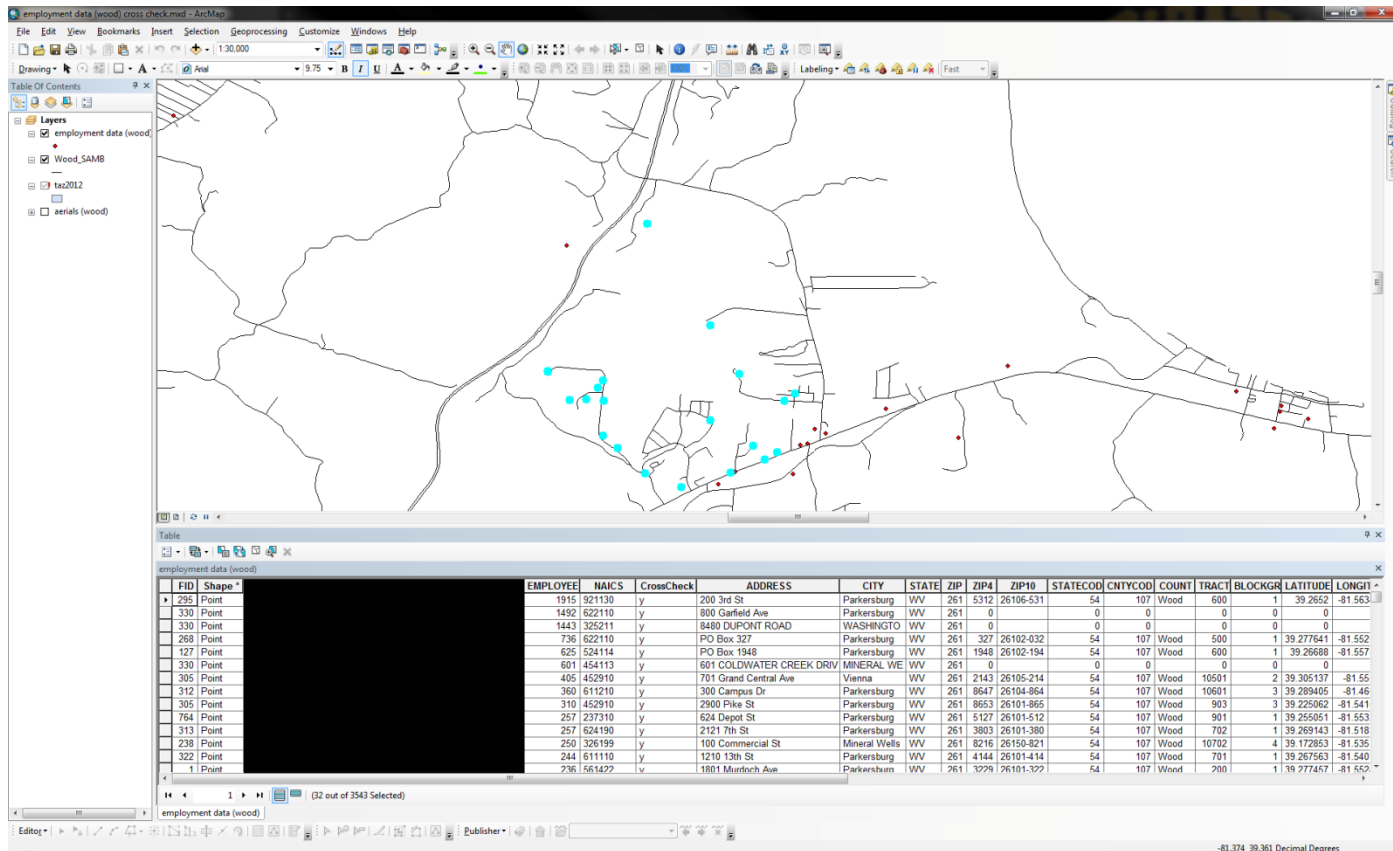 employment data (wood) cross check.mxd - ArcMap
File Edit View Bookmarks Insert Selection Geoprocessing Customize Windows Help
1:30,000
Drawing Arial 9.75 B I U A 100% Labeling Fast
Table Of Contents
Layers
employment data (wood)
Wood_SAMB
taz2012
aerials (wood)
Table
employment data (wood)
FID Shape * EMPLOYEE NAICS CrossCheck ADDRESS CITY STATE ZIP ZIP4 ZIP10 STATECOD CNTYCOD COUNT TRACT BLOCKGR LATITUDE LONGIT
295 Point 1915 921130 y 200 3rd St Parkersburg WV 261 5312 26106-531 54 107 Wood 600 1 39.2652 -81.563
330 Point 1492 622110 y 800 Garfield Ave Parkersburg WV 261 0 0 0 0 0 0
330 Point 1443 325211 y 8480 DUPONT ROAD WASHINGTO WV 261 0 0 0 0 0 0
268 Point 736 622110 y PO Box 327 Parkersburg WV 261 327 26102-032 54 107 Wood 500 1 39.277641 -81.552
127 Point 625 524114 y PO Box 1948 Parkersburg WV 261 1948 26102-194 54 107 Wood 600 1 39.26688 -81.557
330 Point 601 454113 y 601 COLDWATER CREEK DRIV MINERAL WE WV 261 0 0 0 0 0 0
305 Point 405 452910 y 701 Grand Central Ave Vienna WV 261 2143 26105-214 54 107 Wood 10501 2 39.305137 -81.55
312 Point 360 611210 y 300 Campus Dr Parkersburg WV 261 8647 26104-864 54 107 Wood 10601 3 39.289405 -81.46
305 Point 310 452910 y 2900 Pike St Parkersburg WV 261 8653 26101-865 54 107 Wood 903 3 39.225062 -81.541
764 Point 257 237310 y 624 Depot St Parkersburg WV 261 5127 26101-512 54 107 Wood 901 1 39.255051 -81.553
313 Point 257 624190 y 2121 7th St Parkersburg WV 261 3803 26101-380 54 107 Wood 702 1 39.269143 -81.518
238 Point 250 326199 y 100 Commercial St Mineral Wells WV 261 8216 26150-821 54 107 Wood 10702 4 39.172853 -81.535
322 Point 244 611110 y 1210 13th St Parkersburg WV 261 4144 26101-414 54 107 Wood 701 1 39.267563 -81.540
1 Point 236 561422 y 1801 Murdoch Ave Parkersburg WV 261 3229 26101-322 54 107 Wood 200 1 39.277457 -81.552
1 (32 out of 3543 Selected)
employment data (wood)
Editor Publisher
-81.374 39.361 Decimal Degrees